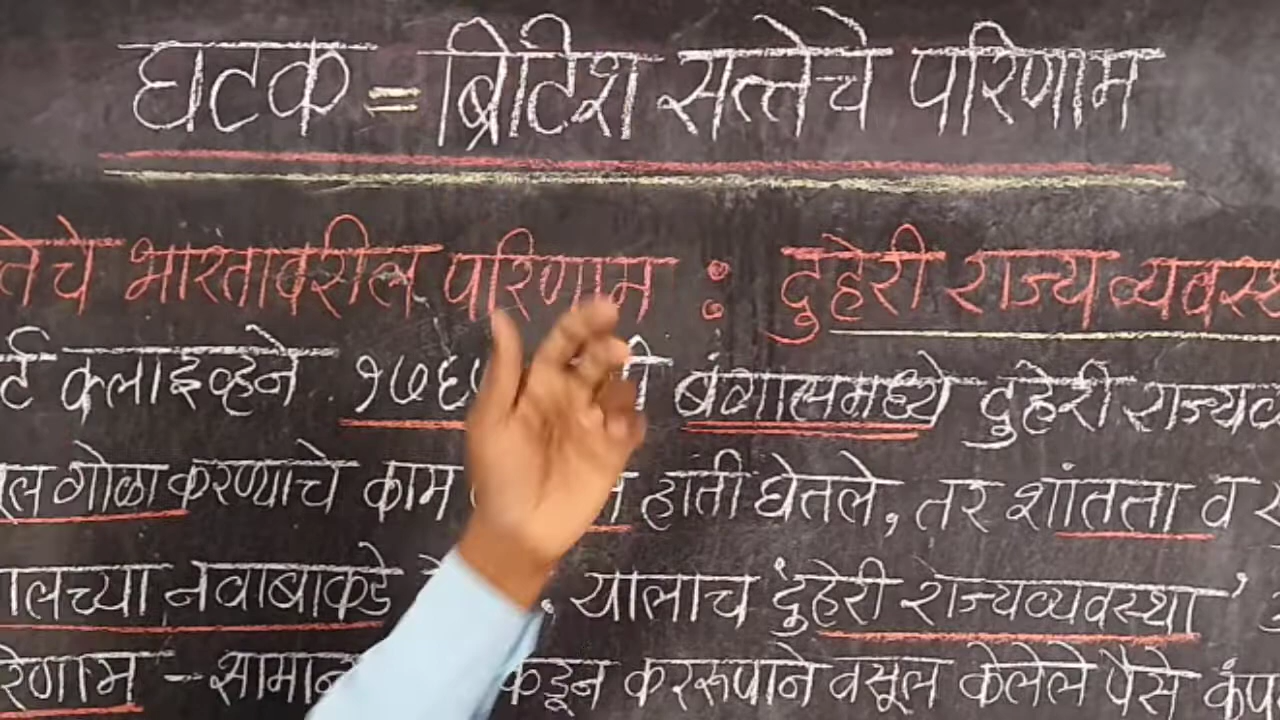 घटक = ब्रिटिश सत्तेचे परिणाम
त्तेचे भारतावरील परिणाम : दुहेरी राज्यव्यवस्थ
र्ट क्लाइव्हने १७६ बंगालमध्ये दुहेरी राज्यव्य
ूल गोळा करण्याचे काम हाती घेतले, तर शांतता व
ालच्या नवाबाकडे . यालाच 'दुहेरी राज्यव्यवस्था'
रिणाम - सामान कडून कररूपाने वसूल केलेले पैसे कंप